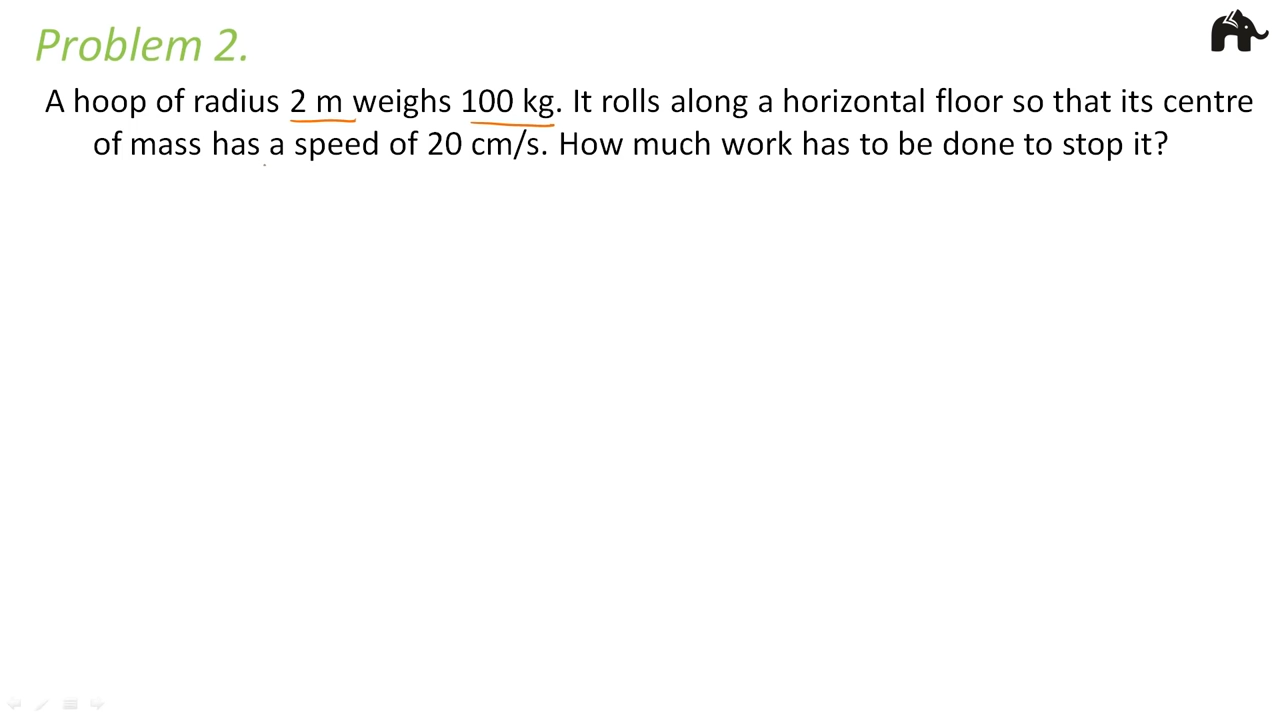 Problem 2.
A hoop of radius 2 m weighs 100 kg. It rolls along a horizontal floor so that its centre
of mass has a speed of 20 cm/s. How much work has to be done to stop it?